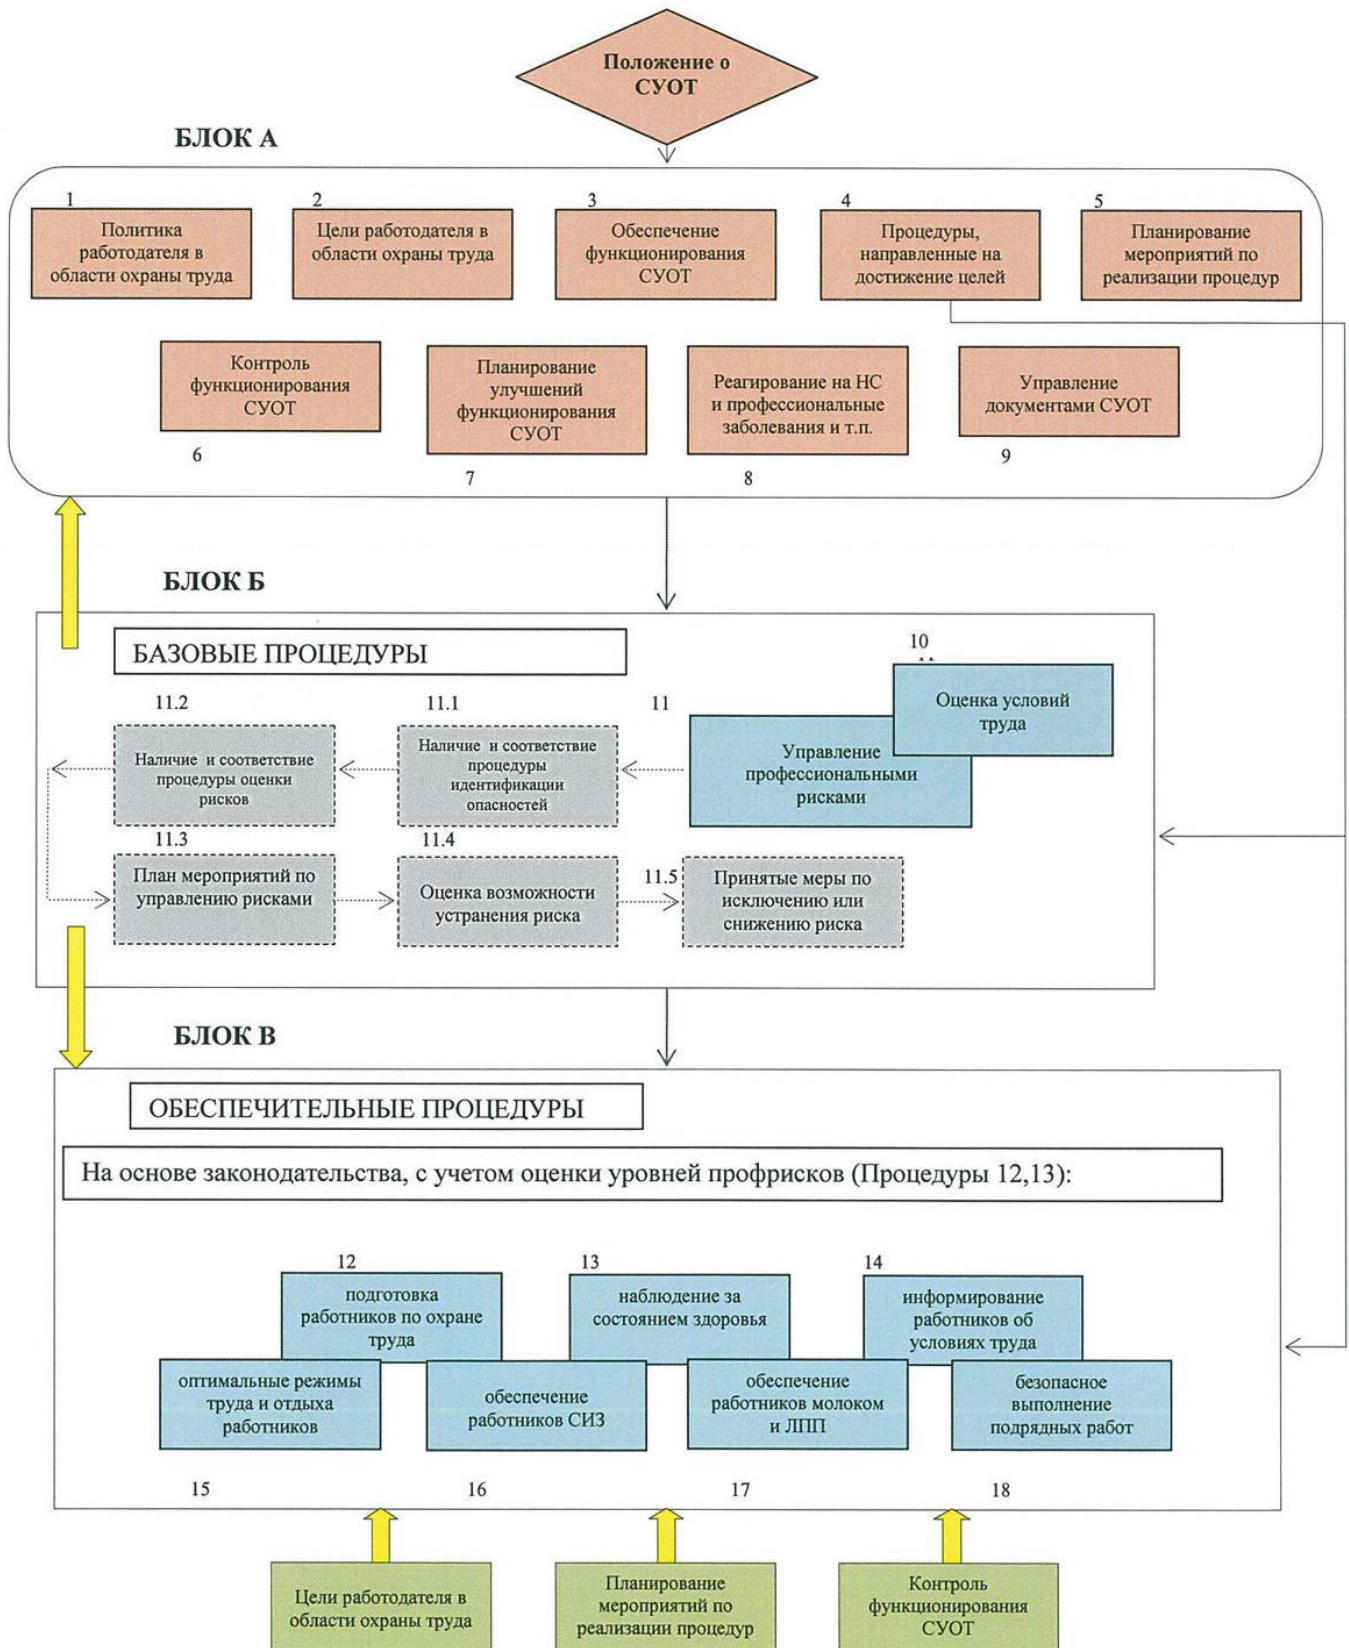 Положение о
СУОТ
БЛОК А
1
Политика
работодателя в
области охраны труда
2
Цели работодателя в
области охраны труда
3
Обеспечение
функционирования
СУОТ
4
Процедуры,
направленные на
достижение целей
5
Планирование
мероприятий по
реализации процедур
Контроль
функционирования
СУОТ
6
Планирование
улучшений
функционирования
СУОТ
7
Реагирование на НС
и профессиональные
заболевания и т.п.
8
Управление
документами СУОТ
9
БЛОК Б
БАЗОВЫЕ ПРОЦЕДУРЫ
10
Оценка условий
труда
11
Управление
профессиональными
рисками
11.1
Наличие и соответствие
процедуры
идентификации
опасностей
11.2
Наличие и соответствие
процедуры оценки
рисков
11.3
План мероприятий по
управлению рисками
11.4
Оценка возможности
устранения риска
11.5
Принятые меры по
исключению или
снижению риска
БЛОК В
ОБЕСПЕЧИТЕЛЬНЫЕ ПРОЦЕДУРЫ
На основе законодательства, с учетом оценки уровней профрисков (Процедуры 12,13):
12
подготовка
работников по охране
труда
13
наблюдение за
состоянием здоровья
14
информирование
работников об
условиях труда
оптимальные режимы
труда и отдыха
работников
15
обеспечение
работников СИЗ
16
обеспечение
работников молоком
и ЛПП
17
безопасное
выполнение
подрядных работ
18
Цели работодателя в
области охраны труда
Планирование
мероприятий по
реализации процедур
Контроль
функционирования
СУОТ